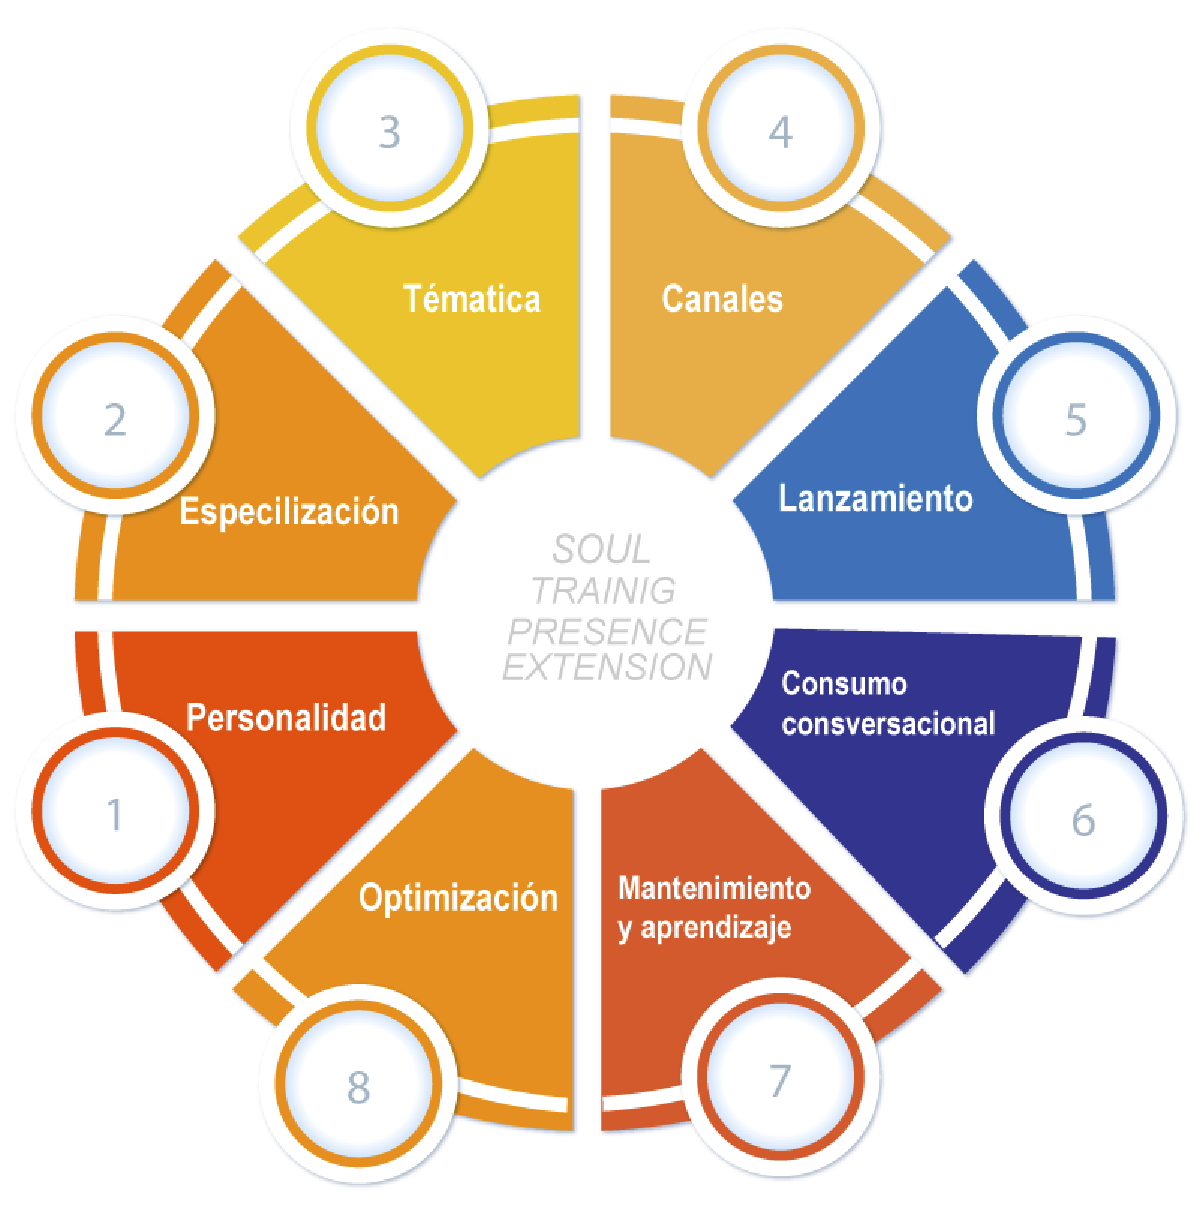 3
4
Tématica
Canales
2
5
Especilización
Lanzamiento
SOUL
TRAINIG
PRESENCE
EXTENSION
Personalidad
Consumo
consversacional
1
6
Optimización
Mantenimiento
y aprendizaje
8
7